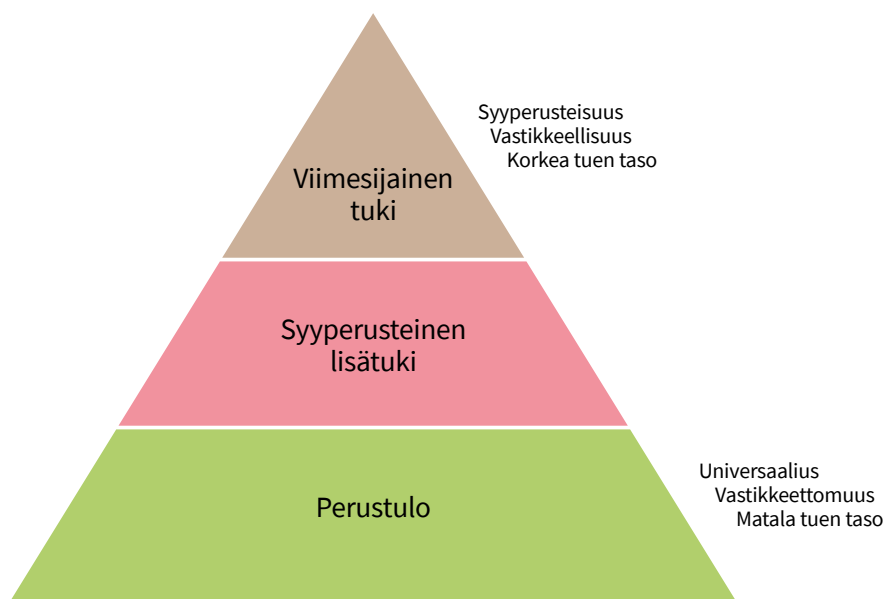 Syyperusteisuus
Vastikkeellisuus
Korkea tuen taso
Viimesijainen
tuki
Syyperusteinen
lisätuki
Universaalius
Vastikkeettomuus
Matala tuen taso
Perustulo